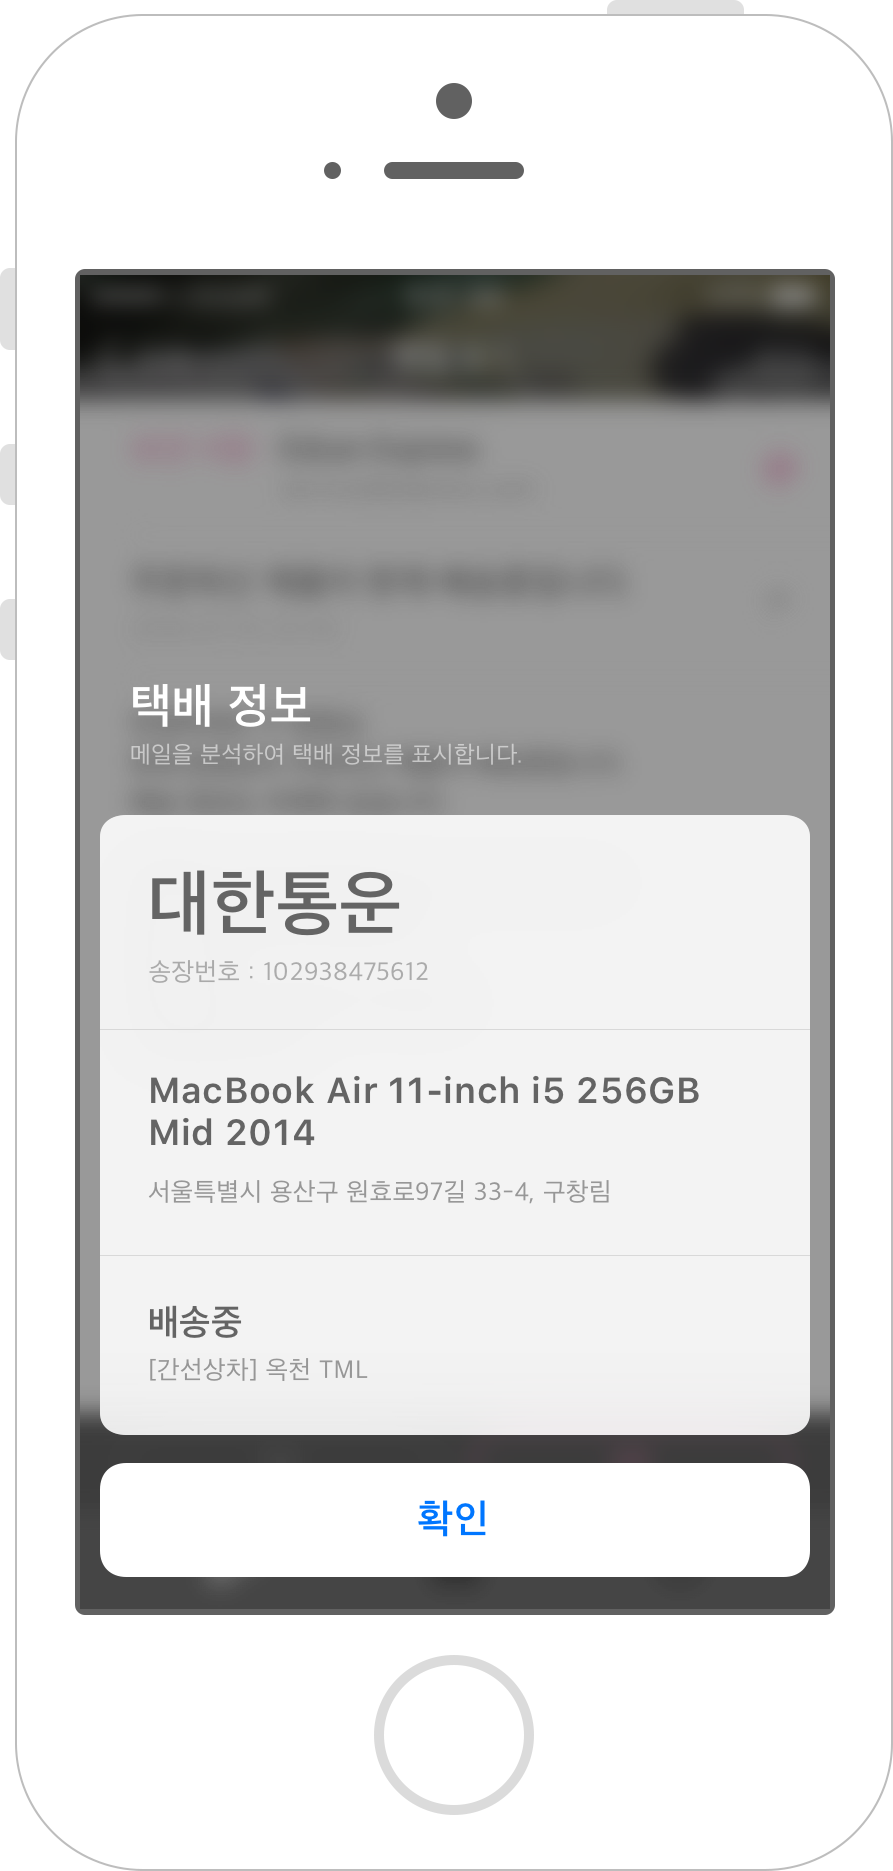 택배 정보
메일을 분석하여 택배 정보를 표시합니다.
대한통운
송장번호 : 102938475612
MacBook Air 11-inch i5 256GB
Mid 2014
서울특별시 용산구 원효로97길 33-4, 구창림
배송중
[간선상차] 옥천 TML
확인